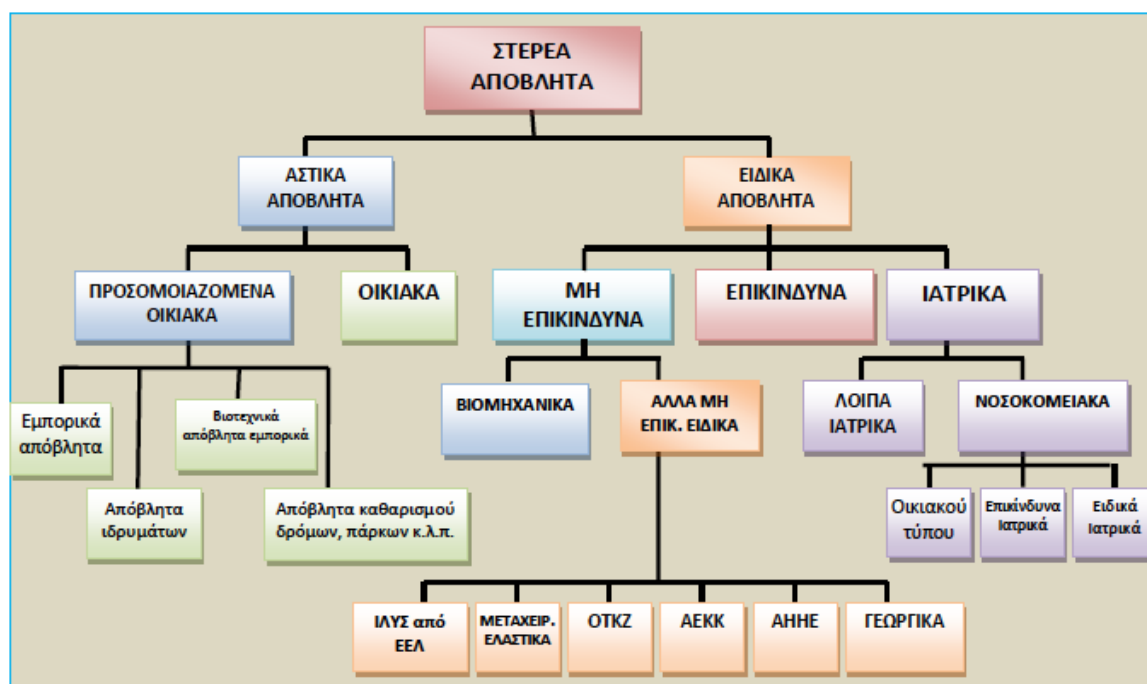 ΣΤΕΡΕΑ
ΑΠΟΒΛΗΤΑ
ΑΣΤΙΚΑ
ΑΠΟΒΛΗΤΑ
ΕΙΔΙΚΑ
ΑΠΟΒΛΗΤΑ
ΠΡΟΣΟΜΟΙΑΖΟΜΕΝΑ
ΟΙΚΙΑΚΑ
ΟΙΚΙΑΚΑ
ΜΗ
ΕΠΙΚΙΝΔΥΝΑ
ΕΠΙΚΙΝΔΥΝΑ
ΙΑΤΡΙΚΑ
Εμπορικά
απόβλητα
Βιοτεχνικά
απόβλητα εμπορικά
ΒΙΟΜΗΧΑΝΙΚΑ
ΑΛΛΑ ΜΗ
ΕΠΙΚ. ΕΙΔΙΚΑ
ΛΟΙΠΑ
ΙΑΤΡΙΚΑ
ΝΟΣΟΚΟΜΕΙΑΚΑ
Απόβλητα
ιδρυμάτων
Απόβλητα καθαρισμού
δρόμων, πάρκων κ.λ.π.
Οικιακού
τύπου
Επικίνδυνα
Ιατρικά
Ειδικά
Ιατρικά
ΙΛΥΣ από
ΕΕΛ
ΜΕΤΑΧΕΙΡ.
ΕΛΑΣΤΙΚΑ
ΟΤΚΖ
ΑΕΚΚ
ΑΗΗΕ
ΓΕΩΡΓΙΚΑ